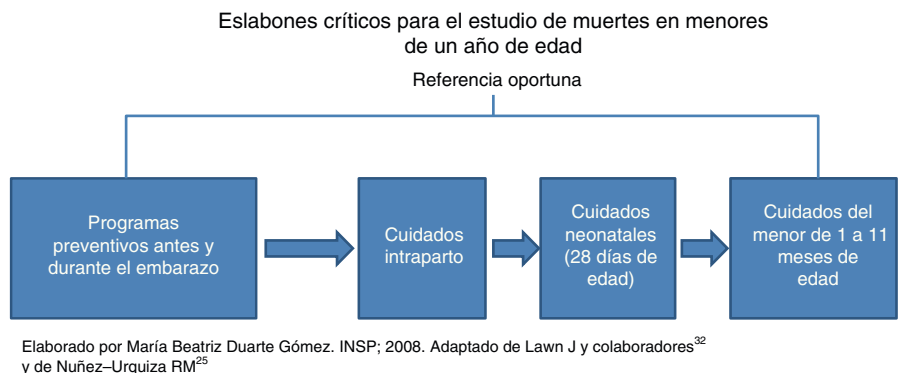 Eslabones críticos para el estudio de muertes en menores
de un año de edad
Referencia oportuna
Programas
preventivos antes y
durante el embarazo
Cuidados
intraparto
Cuidados
neonatales
(28 días de
edad)
Cuidados del
menor de 1 a 11
meses de
edad
Elaborado por María Beatriz Duarte Gómez. INSP; 2008. Adaptado de Lawn J y colaboradores32
y de Nuñez–Urquiza RM25